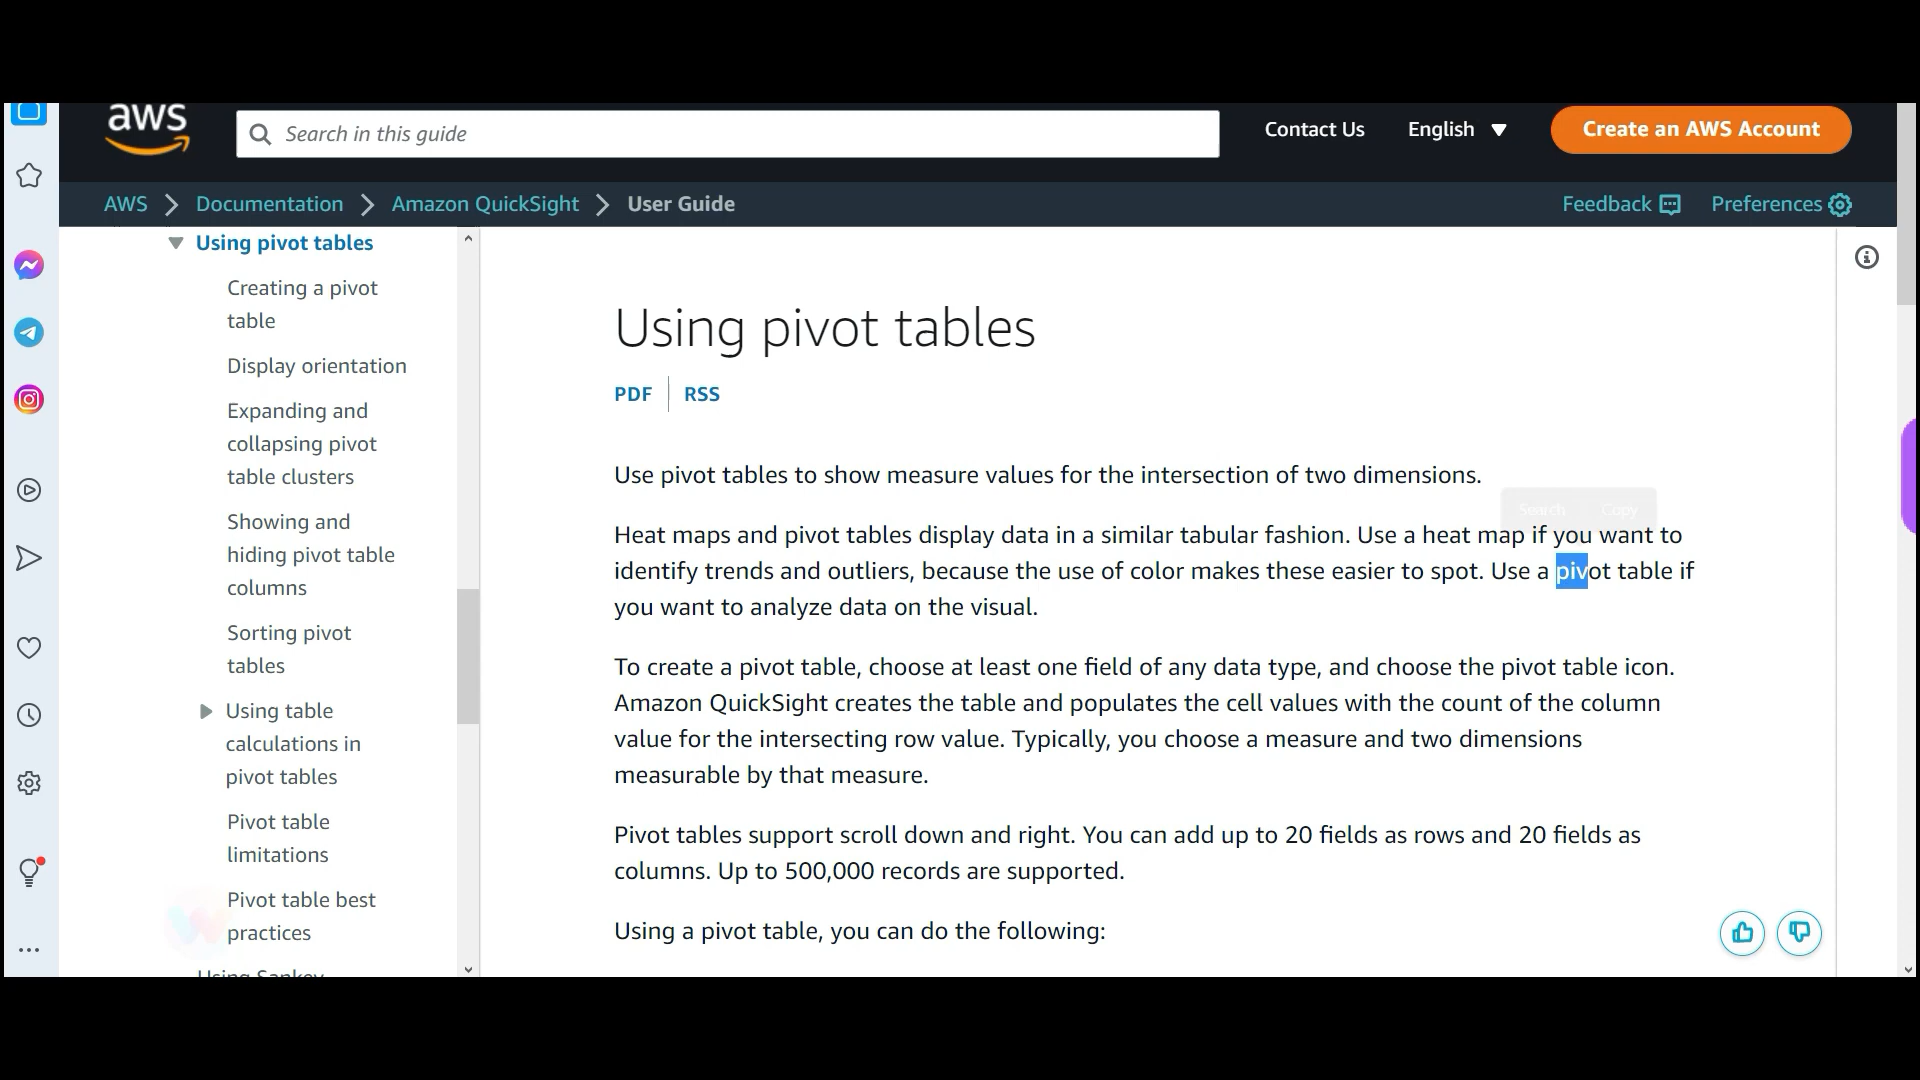 aws
Search in this guide
Contact Us
English
Create an AWS Account
AWS
Documentation
Amazon QuickSight
User Guide
Feedback
Preferences
Using pivot tables
Creating a pivot
table
Display orientation
Expanding and
collapsing pivot
table clusters
Showing and
hiding pivot table
columns
Sorting pivot
tables
Using table
calculations in
pivot tables
Pivot table
limitations
Pivot table best
practices
Using Sankey
Using pivot tables
PDF
RSS
Use pivot tables to show measure values for the intersection of two dimensions.
Search
Copy
Heat maps and pivot tables display data in a similar tabular fashion. Use a heat map if you want to
identify trends and outliers, because the use of color makes these easier to spot. Use a pivot table if
you want to analyze data on the visual.
To create a pivot table, choose at least one field of any data type, and choose the pivot table icon.
Amazon QuickSight creates the table and populates the cell values with the count of the column
value for the intersecting row value. Typically, you choose a measure and two dimensions
measurable by that measure.
Pivot tables support scroll down and right. You can add up to 20 fields as rows and 20 fields as
columns. Up to 500,000 records are supported.
Using a pivot table, you can do the following: